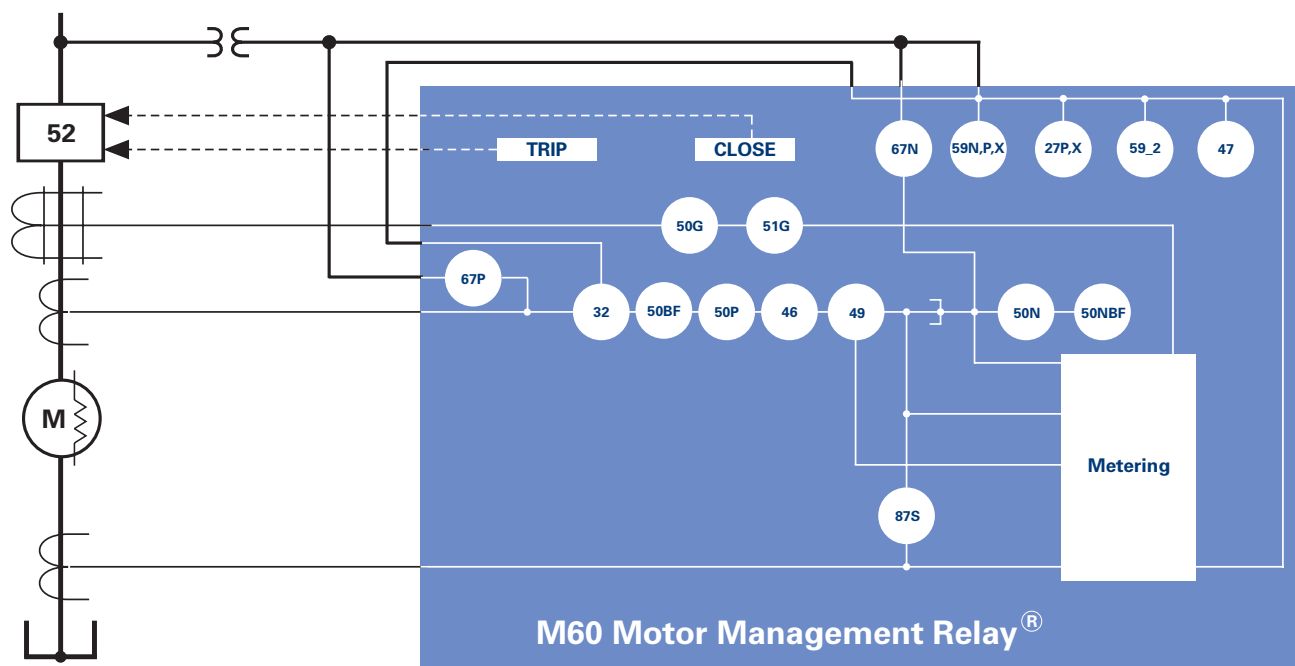 52
TRIP
CLOSE
67N
59N,P,X
27P,X
59_2
47
50G
51G
67P
32
50BF
50P
46
49
50N
50NBF
M
Metering
87S
M60 Motor Management Relay®